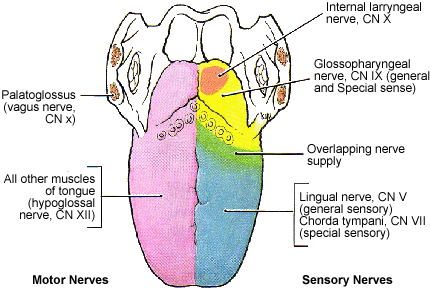 Internal larryngeal
nerve, CN X
Glossopharyngeal
nerve, CN IX (general
and Special sense)
Palatoglossus
(vagus nerve,
CN x)
Overlapping nerve
supply
All other muscles
of tongue
(hypoglossal
nerve, CN XII)
Lingual nerve, CN V
(general sensory)
Chorda tympani, CN VII
(special sensory)
Motor Nerves
Sensory Nerves